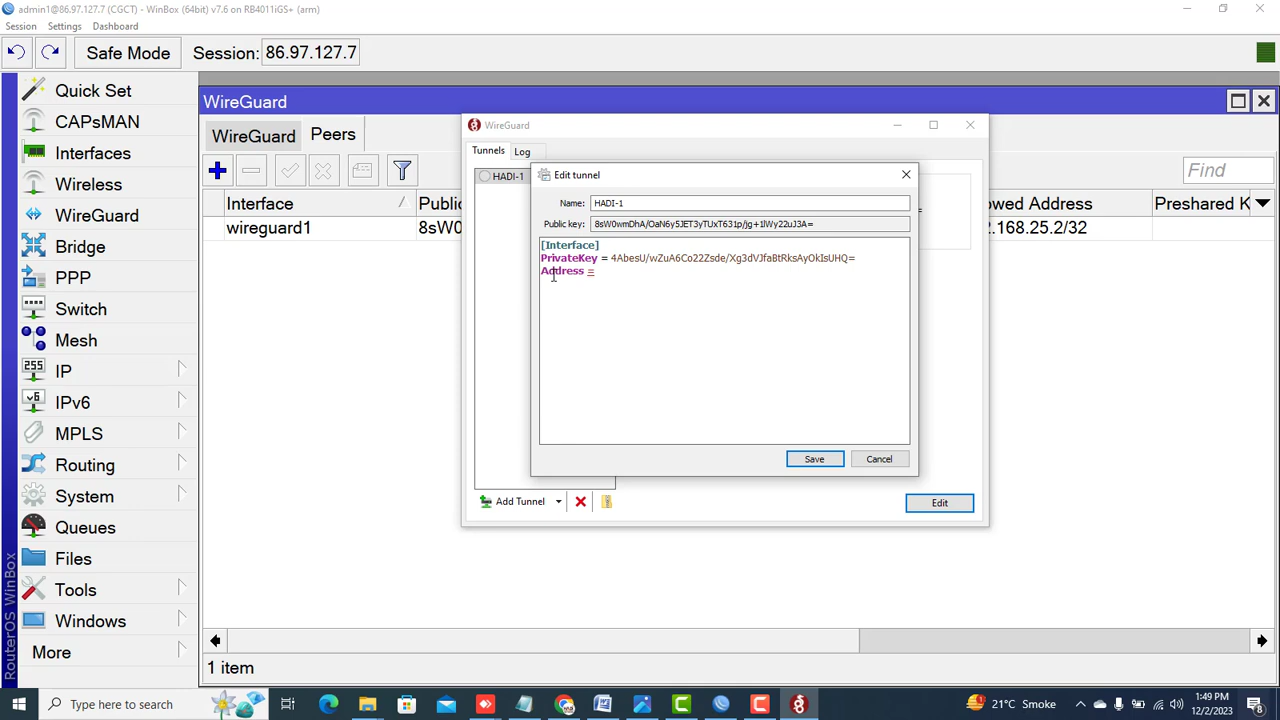 admin1@86.97.127.7 (CGCT) - WinBox (64bit) v7.6 on RB4011iGS+ (arm)
Session Settings Dashboard
Safe Mode Session: 86.97.127.7
Quick Set
CAPsMAN
Interfaces
Wireless
WireGuard
Bridge
PPP
Switch
Mesh
255 IP
v6 IPv6
MPLS
Routing
System
Queues
Files
Tools
Windows
More
RouterOS WinBox
WireGuard
WireGuard Peers
Find
Interface Public owed Address Preshared K
wireguard1 8sW0 2.168.25.2/32
1 item
WireGuard
Tunnels Log
HADI-1
Add Tunnel
Edit
Edit tunnel
Name: HADI-1
Public key: 8sW0wmDhA/OaN6y5JET3yTUxT631p/jg+1lWy22uJ3A=
[Interface]
PrivateKey = 4AbesU/wZuA6Co22Zsde/Xg3dVJfaBtRksAyOkIsUHQ=
Address =
Save Cancel
Type here to search
21°C Smoke
1:49 PM
12/2/2023
8